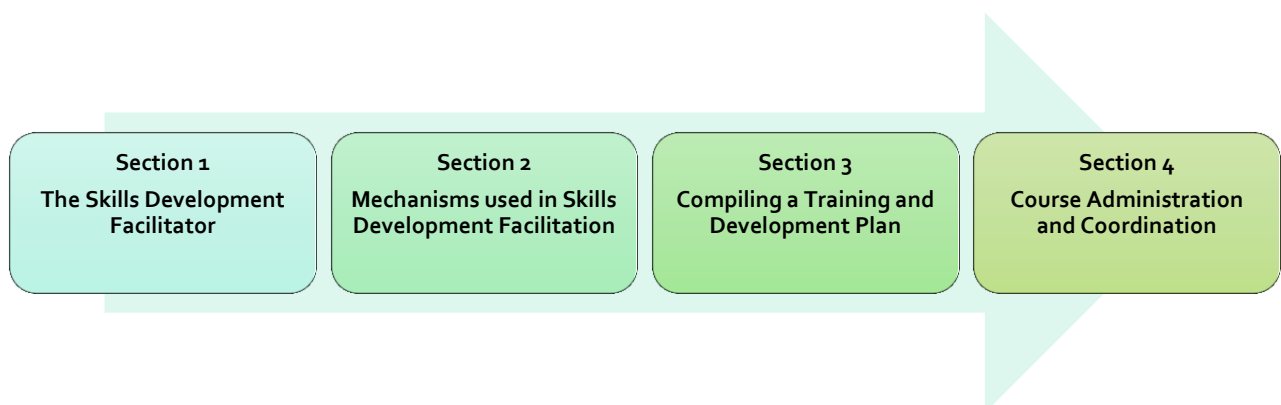 Section 1
The Skills Development
Facilitator
Section 2
Mechanisms used in Skills
Development Facilitation
Section 3
Compiling a Training and
Development Plan
Section 4
Course Administration
and Coordination